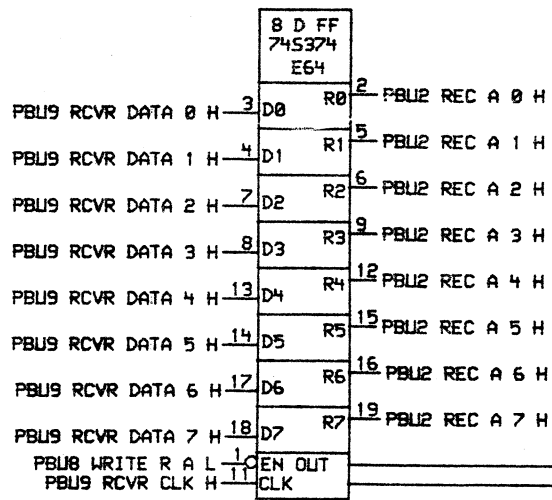 8 D FF
74S374
E64
PBU9 RCVR DATA 0 H 3 D0 R0 2 PBU2 REC A 0 H
PBU9 RCVR DATA 1 H 4 D1 R1 5 PBU2 REC A 1 H
PBU9 RCVR DATA 2 H 7 D2 R2 6 PBU2 REC A 2 H
PBU9 RCVR DATA 3 H 8 D3 R3 9 PBU2 REC A 3 H
PBU9 RCVR DATA 4 H 13 D4 R4 12 PBU2 REC A 4 H
PBU9 RCVR DATA 5 H 14 D5 R5 15 PBU2 REC A 5 H
PBU9 RCVR DATA 6 H 17 D6 R6 16 PBU2 REC A 6 H
PBU9 RCVR DATA 7 H 18 D7 R7 19 PBU2 REC A 7 H
PBU8 WRITE R A L 1 EN OUT
PBU9 RCVR CLK H 11 CLK